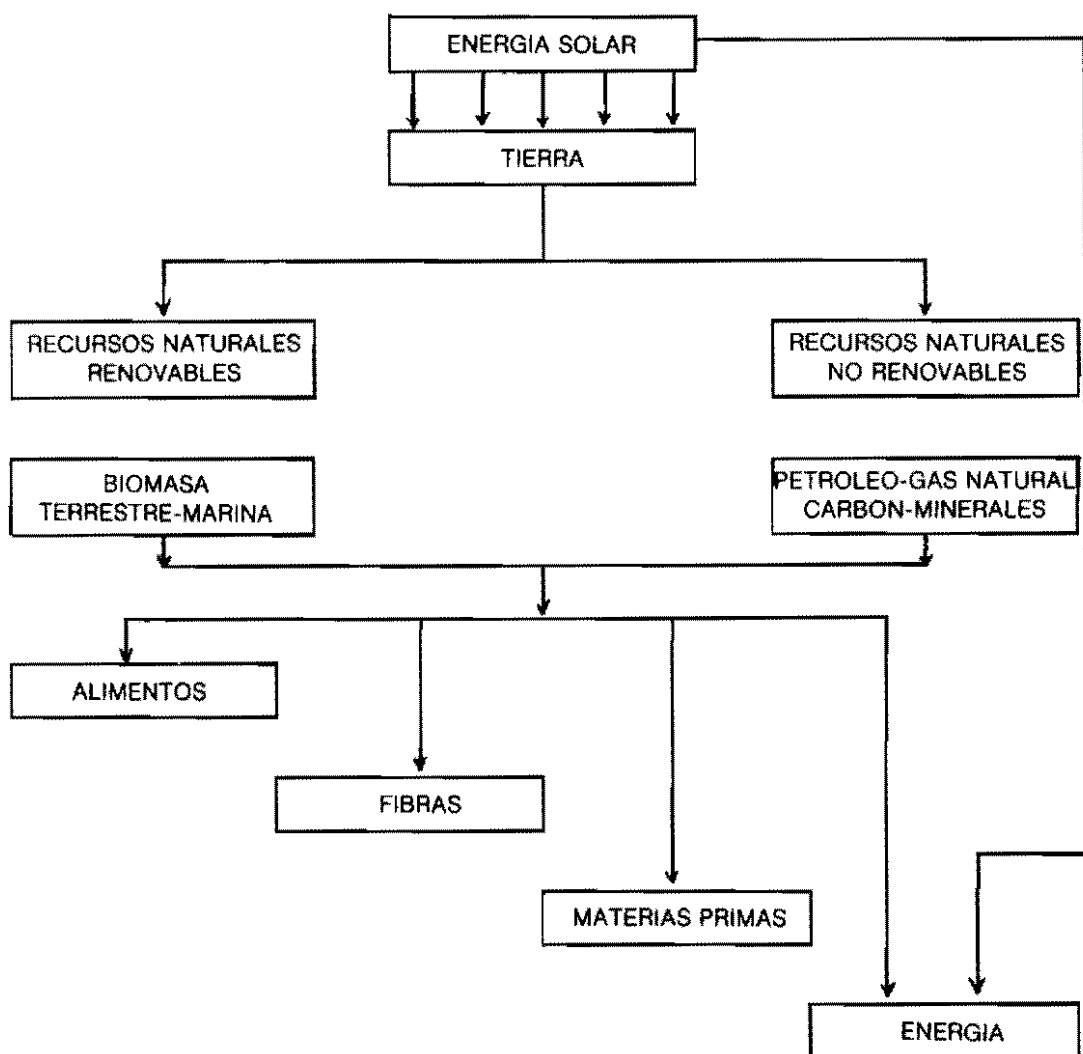 ENERGIA SOLAR
TIERRA
RECURSOS NATURALES
RENOVABLES
RECURSOS NATURALES
NO RENOVABLES
BIOMASA
TERRESTRE-MARINA
PETROLEO-GAS NATURAL
CARBON-MINERALES
ALIMENTOS
FIBRAS
MATERIAS PRIMAS
ENERGIA